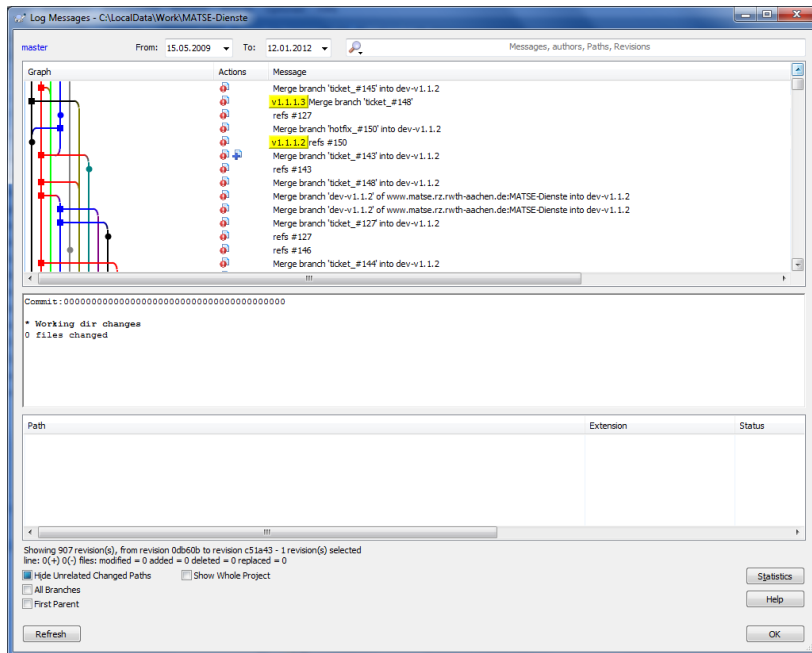 Log Messages - C:\LocalData\Work\MATSE-Dienste
master From: 15.05.2009 To: 12.01.2012 Messages, authors, Paths, Revisions
Graph Actions Message
Merge branch 'ticket_#145' into dev-v1.1.2
v1.1.1.3 Merge branch 'ticket_#148'
refs #127
Merge branch 'hotfix_#150' into dev-v1.1.2
v1.1.1.2 refs #150
Merge branch 'ticket_#143' into dev-v1.1.2
refs #143
Merge branch 'ticket_#148' into dev-v1.1.2
Merge branch 'dev-v1.1.2' of www.matse.rz.rwth-aachen.de:MATSE-Dienste into dev-v1.1.2
Merge branch 'dev-v1.1.2' of www.matse.rz.rwth-aachen.de:MATSE-Dienste into dev-v1.1.2
Merge branch 'ticket_#127' into dev-v1.1.2
refs #127
refs #146
Merge branch 'ticket_#144' into dev-v1.1.2
Commit:0000000000000000000000000000000000000000
* Working dir changes
0 files changed
Path Extension Status
Showing 907 revision(s), from revision 0db60b to revision c51a43 - 1 revision(s) selected
line: 0(+) 0(-) files: modified = 0 added = 0 deleted = 0 replaced = 0
Hide Unrelated Changed Paths Show Whole Project
Statistics
All Branches
Help
First Parent
Refresh OK